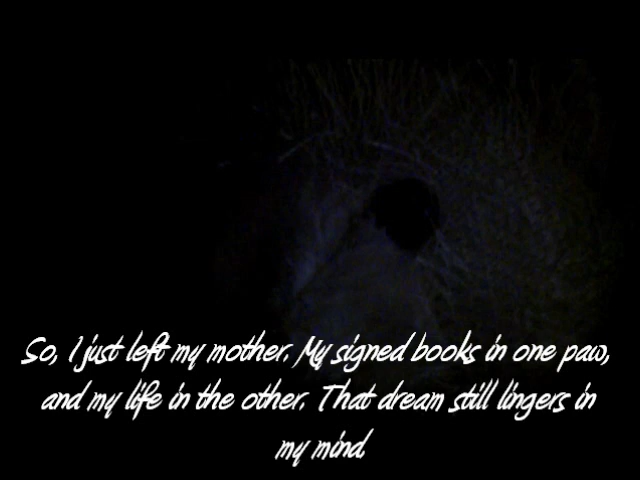 So, I just left my mother. My signed books in one paw,
and my life in the other. That dream still lingers in
my mind.